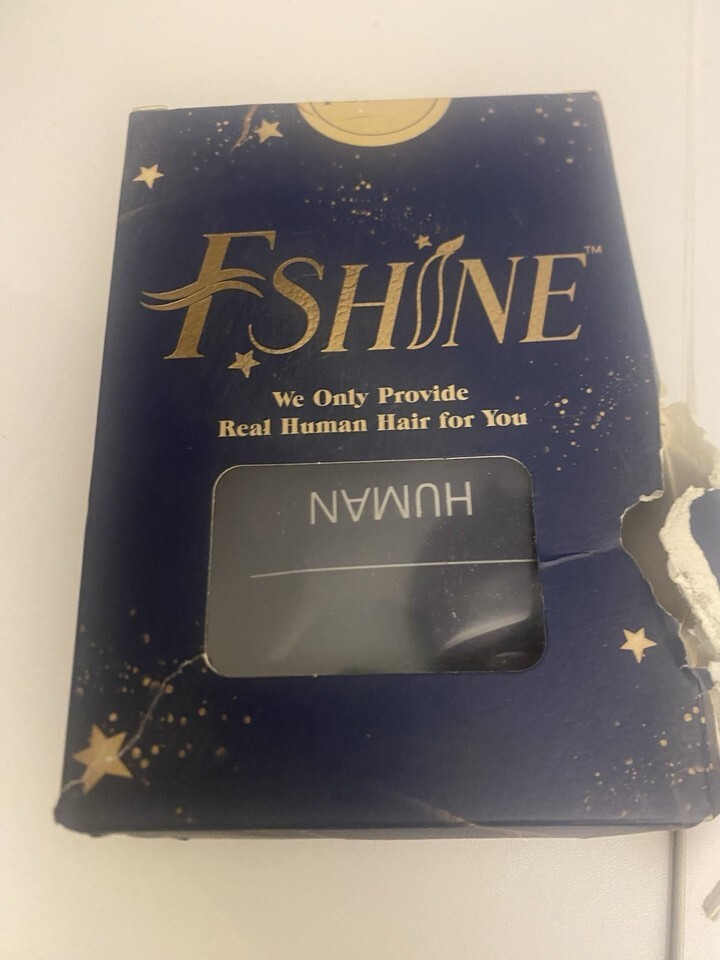 FSHINE™
We Only Provide
Real Human Hair for You
HUMAN